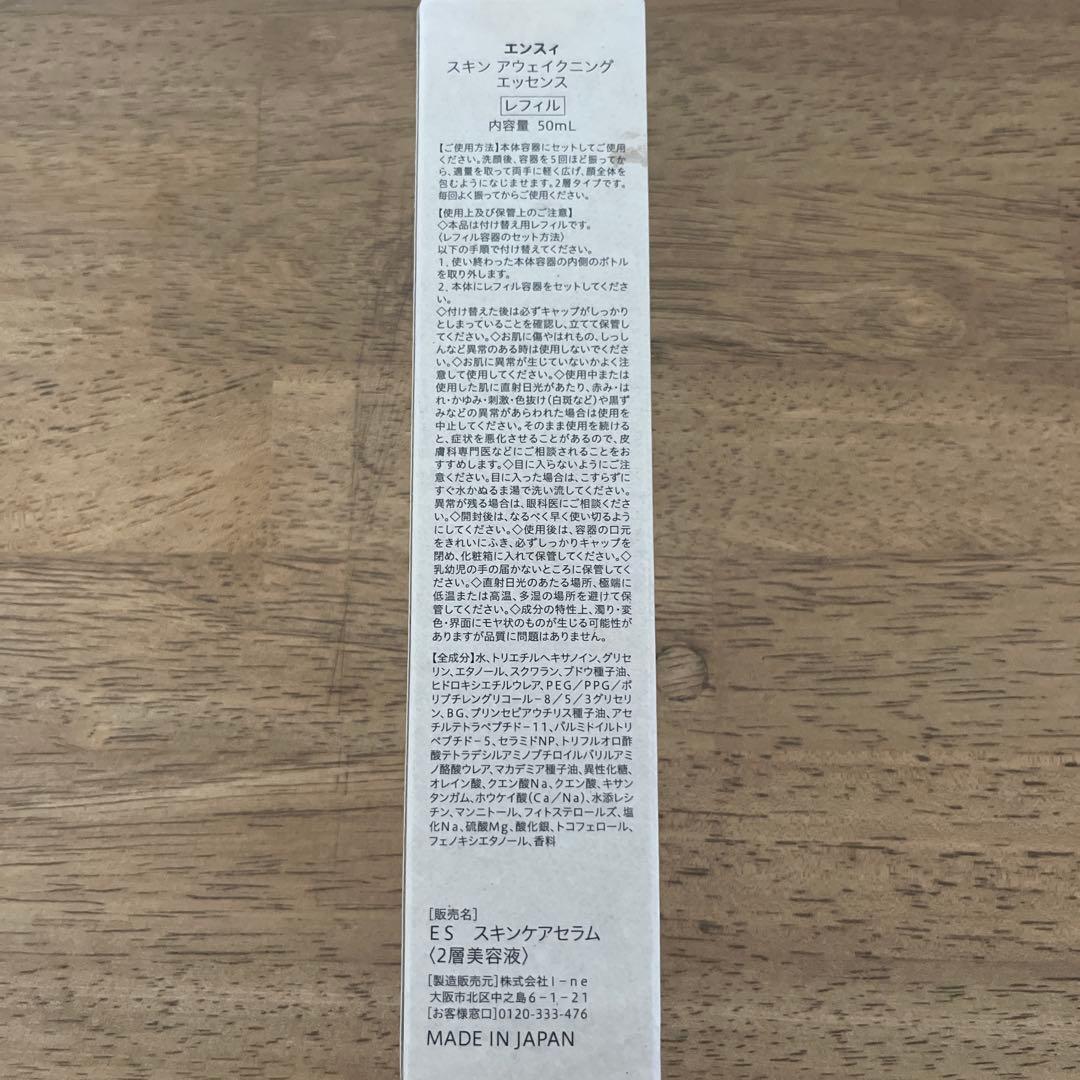 エンスィ
スキン アウェイクニング
エッセンス
レフィル
内容量 50mL
【ご使用方法】本体容器にセットしてご使用
ください。洗顔後、容器を5回ほど振ってか
ら、適量を取って両手に軽く広げ、顔全体を
包むようになじませます。2層タイプです。
毎回よく振ってからご使用ください。
【使用上及び保管上のご注意】
◇本品は付け替え用レフィルです。
〈レフィル容器のセット方法〉
以下の手順で付け替えてください。
1、使い終わった本体容器の内側のボトル
を取り外します。
2、本体にレフィル容器をセットしてくださ
い。
◇付け替えた後は必ずキャップがしっかり
としまっていることを確認し、立てて保管し
てください。◇お肌に傷やはれもの、しっし
んなど異常のある時は使用しないでくださ
い。◇お肌に異常が生じていないかよく注
意して使用してください。◇使用中または
使用した肌に直射日光があたり、赤み・は
れ・かゆみ・刺激・色抜け(白斑など)や黒ず
みなどの異常があらわれた場合は使用を
中止してください。そのまま使用を続ける
と、症状を悪化させることがあるので、皮
膚科専門医などにご相談されることをお
すすめします。◇目に入らないようにご注
意ください。目に入った場合は、こすらずに
すぐ水かぬるま湯で洗い流してください。
異常が残る場合は、眼科医にご相談くださ
い。◇開封後は、なるべく早く使い切るよう
にしてください。◇使用後は、容器の口元
をきれいにふき、必ずしっかりキャップを
閉め、化粧箱に入れて保管してください。◇
乳幼児の手の届かないところに保管してく
ださい。◇直射日光のあたる場所、極端に
低温または高温、多湿の場所を避けて保
管してください。◇成分の特性上、濁り・変
色・界面にモヤ状のものが生じる可能性が
ありますが品質に問題はありません。
【全成分】水、トリエチルヘキサノイン、グリセ
リン、エタノール、スクワラン、ブドウ種子油、
ヒドロキシエチルウレア、PEG/PPG/ポ
リブチレングリコール-8/5/3グリセリ
ン、BG、プリンセピアウチリス種子油、アセ
チルテトラペプチド-11、パルミトイルトリ
ペプチド-5、セラミドNP、トリフルオロ酢
酸テトラデシルアミノブチロイルバリルアミ
ノ酪酸ウレア、マカデミア種子油、異性化糖、
オレイン酸、クエン酸Na、クエン酸、キサン
タンガム、ホウケイ酸(Ca/Na)、水添レシ
チン、マンニトール、フィトステロールズ、塩
化Na、硫酸Mg、酸化銀、トコフェロール、
フェノキシエタノール、香料
[販売名]
ES スキンケアセラム
〈2層美容液〉
[製造販売元]株式会社I-ne
大阪市北区中之島6-1-21
[お客様窓口]0120-333-476
MADE IN JAPAN